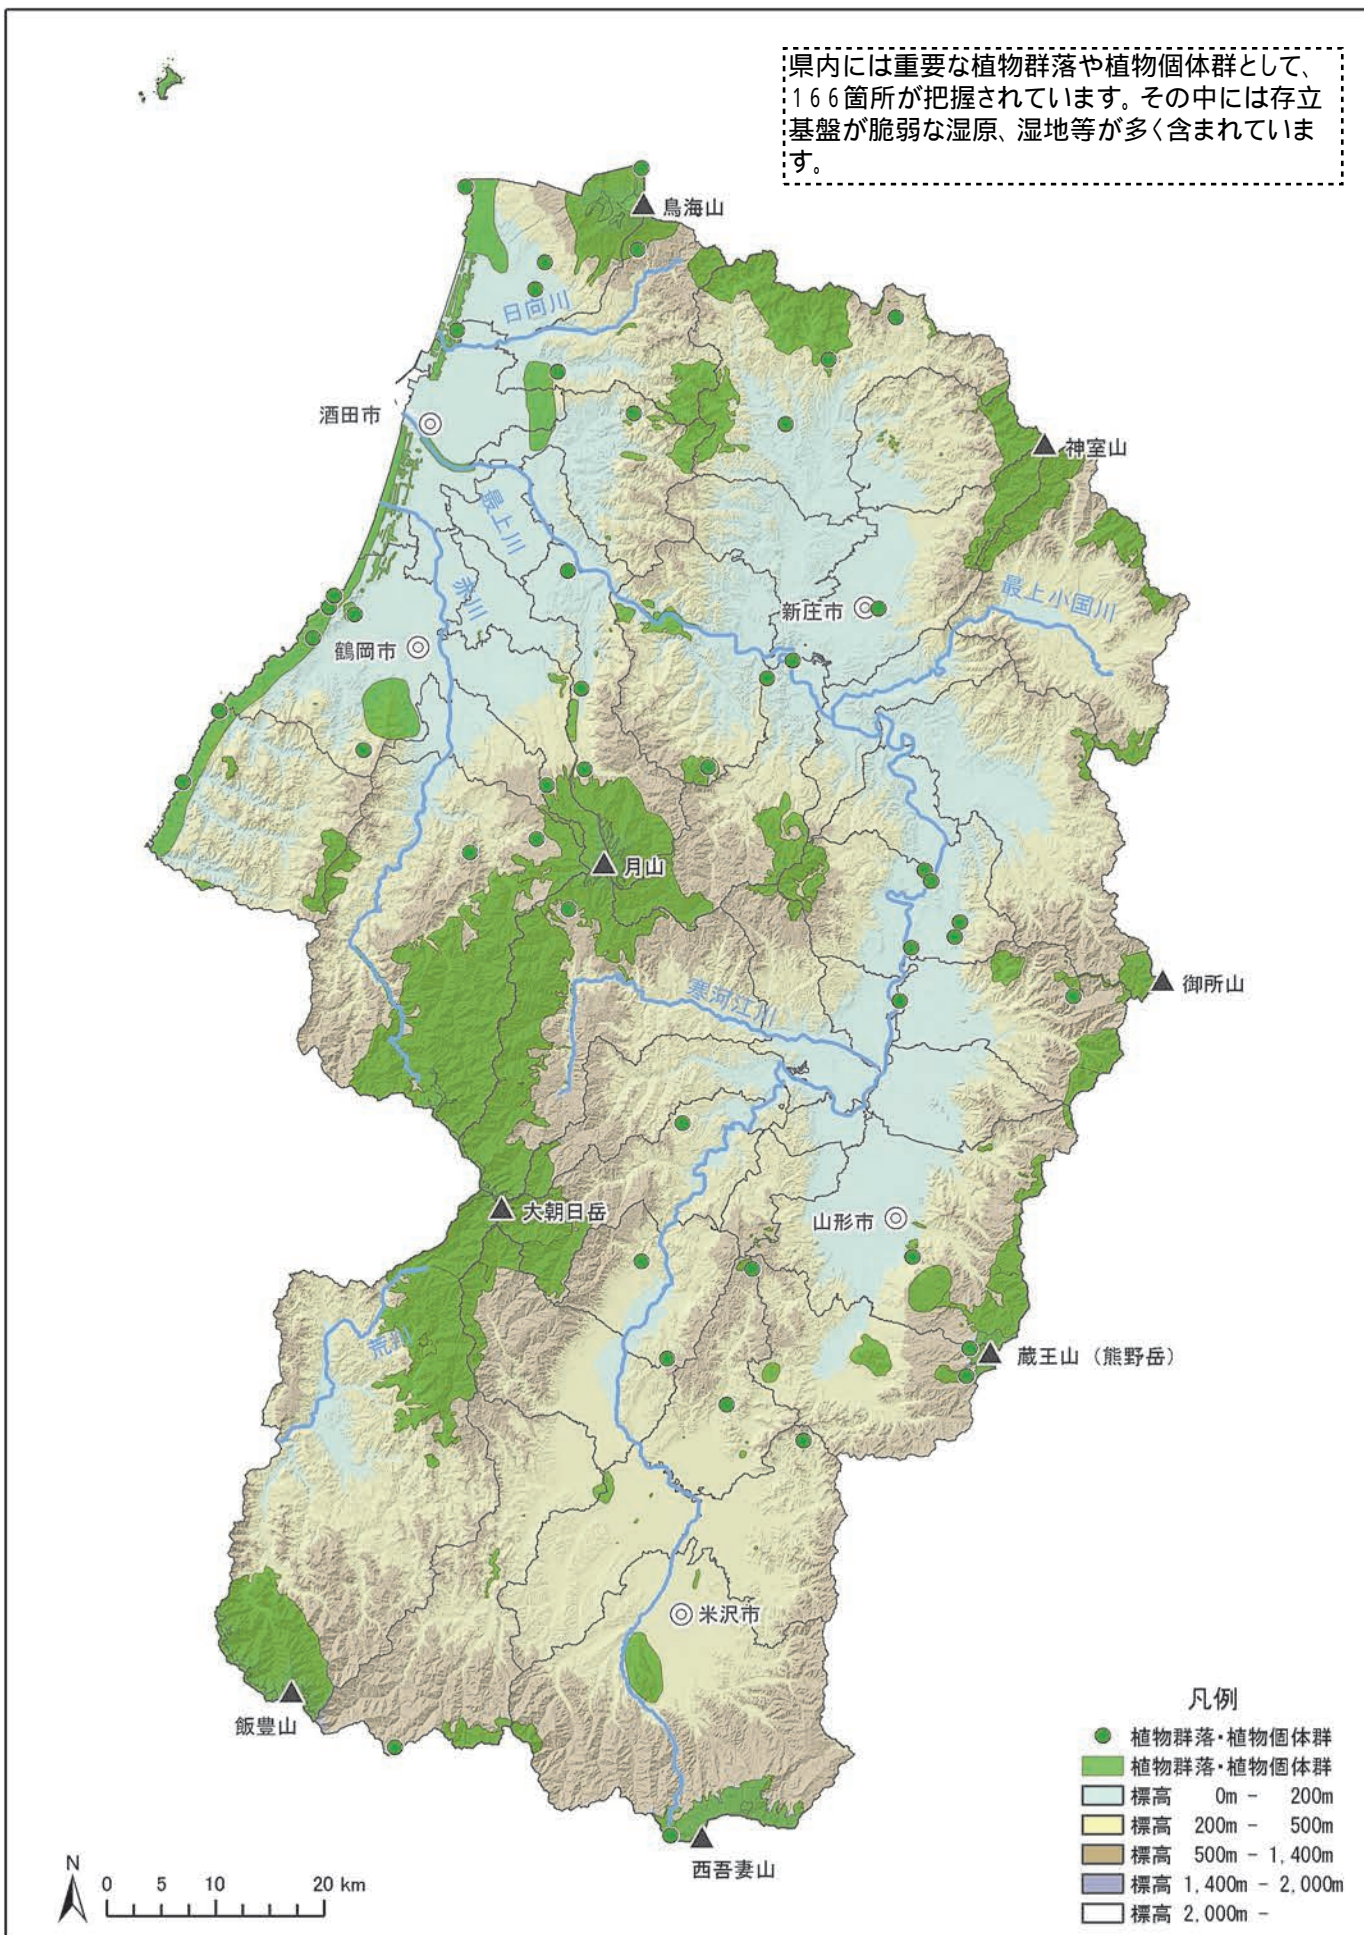 県内には重要な植物群落や植物個体群として、
166箇所が把握されています。その中には存立
基盤が脆弱な湿原、湿地等が多く含まれていま
す。
鳥海山
日向川
酒田市
神室山
最上川
赤川
最上小国川
新庄市
鶴岡市
月山
御所山
寒河江川
大朝日岳
山形市
荒川
蔵王山（熊野岳）
米沢市
飯豊山
西吾妻山
凡例
植物群落・植物個体群
植物群落・植物個体群
標高 0m - 200m
標高 200m - 500m
標高 500m - 1,400m
標高 1,400m - 2,000m
標高 2,000m -
N
0 5 10 20 km